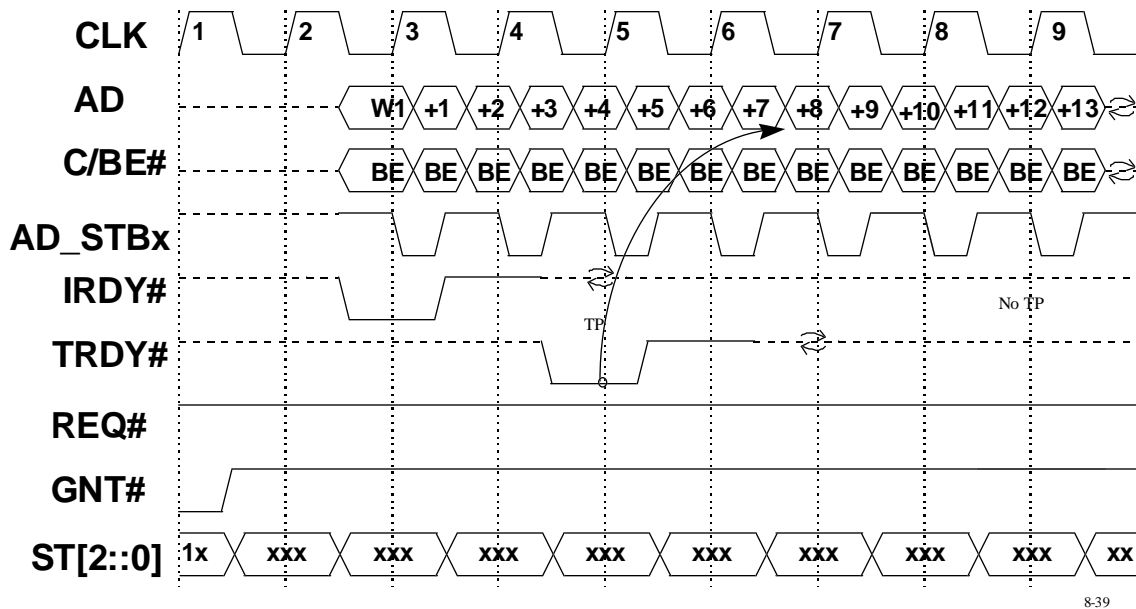 CLK 1 2 3 4 5 6 7 8 9
AD W1 +1 +2 +3 +4 +5 +6 +7 +8 +9 +10 +11 +12 +13
C/BE# BE BE BE BE BE BE BE BE BE BE BE BE BE BE
AD_STBx
IRDY#
No TP
TP
TRDY#
REQ#
GNT#
ST[2::0] 1x xxx xxx xxx xxx xxx xxx xxx xxx xx
8-39